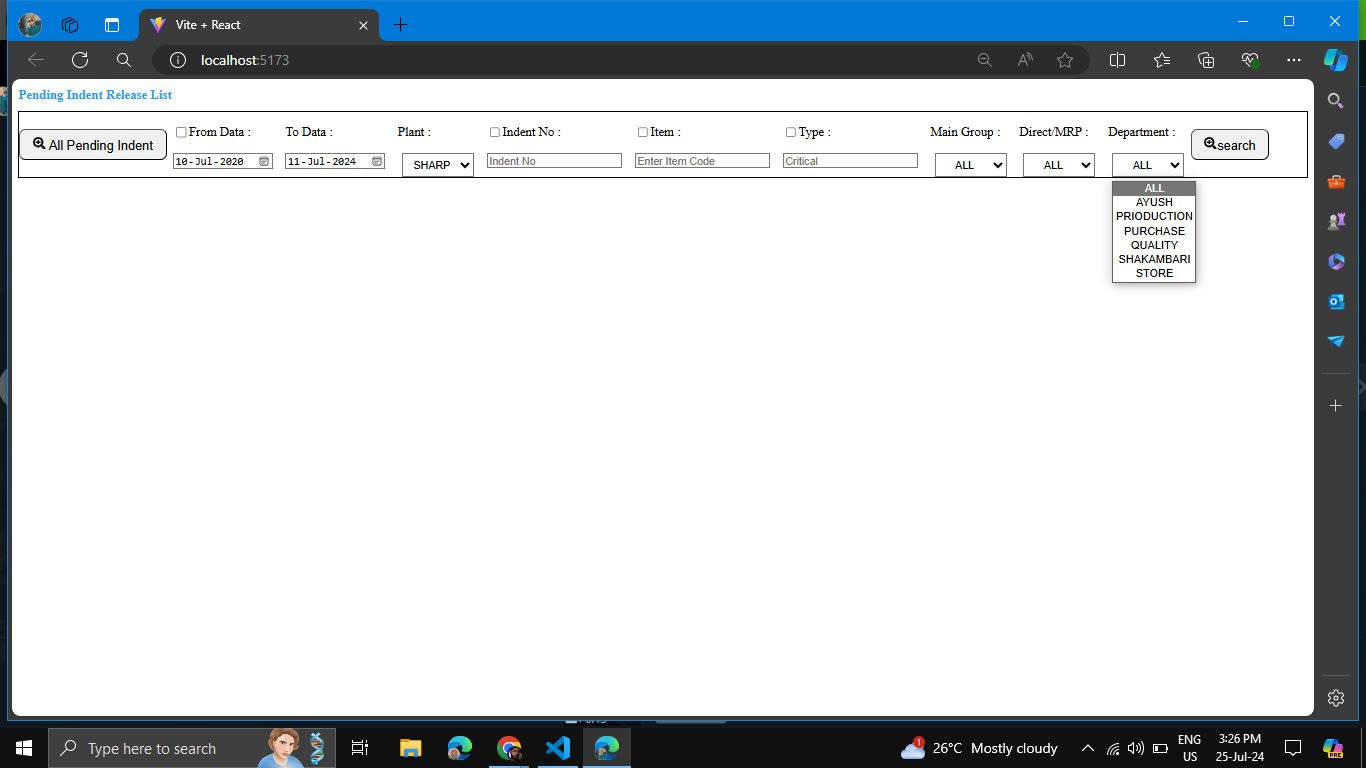 Vite + React
localhost:5173
Pending Indent Release List
All Pending Indent
From Data :
To Data :
Plant :
Indent No :
Item :
Type :
Main Group :
Direct/MRP :
Department :
search
10-Jul-2020
11-Jul-2024
SHARP
Indent No
Enter Item Code
Critical
ALL
ALL
ALL
ALL
AYUSH
PRIODUCTION
PURCHASE
QUALITY
SHAKAMBARI
STORE
Type here to search
1
26°C Mostly cloudy
ENG
US
3:26 PM
25-Jul-24
PRE